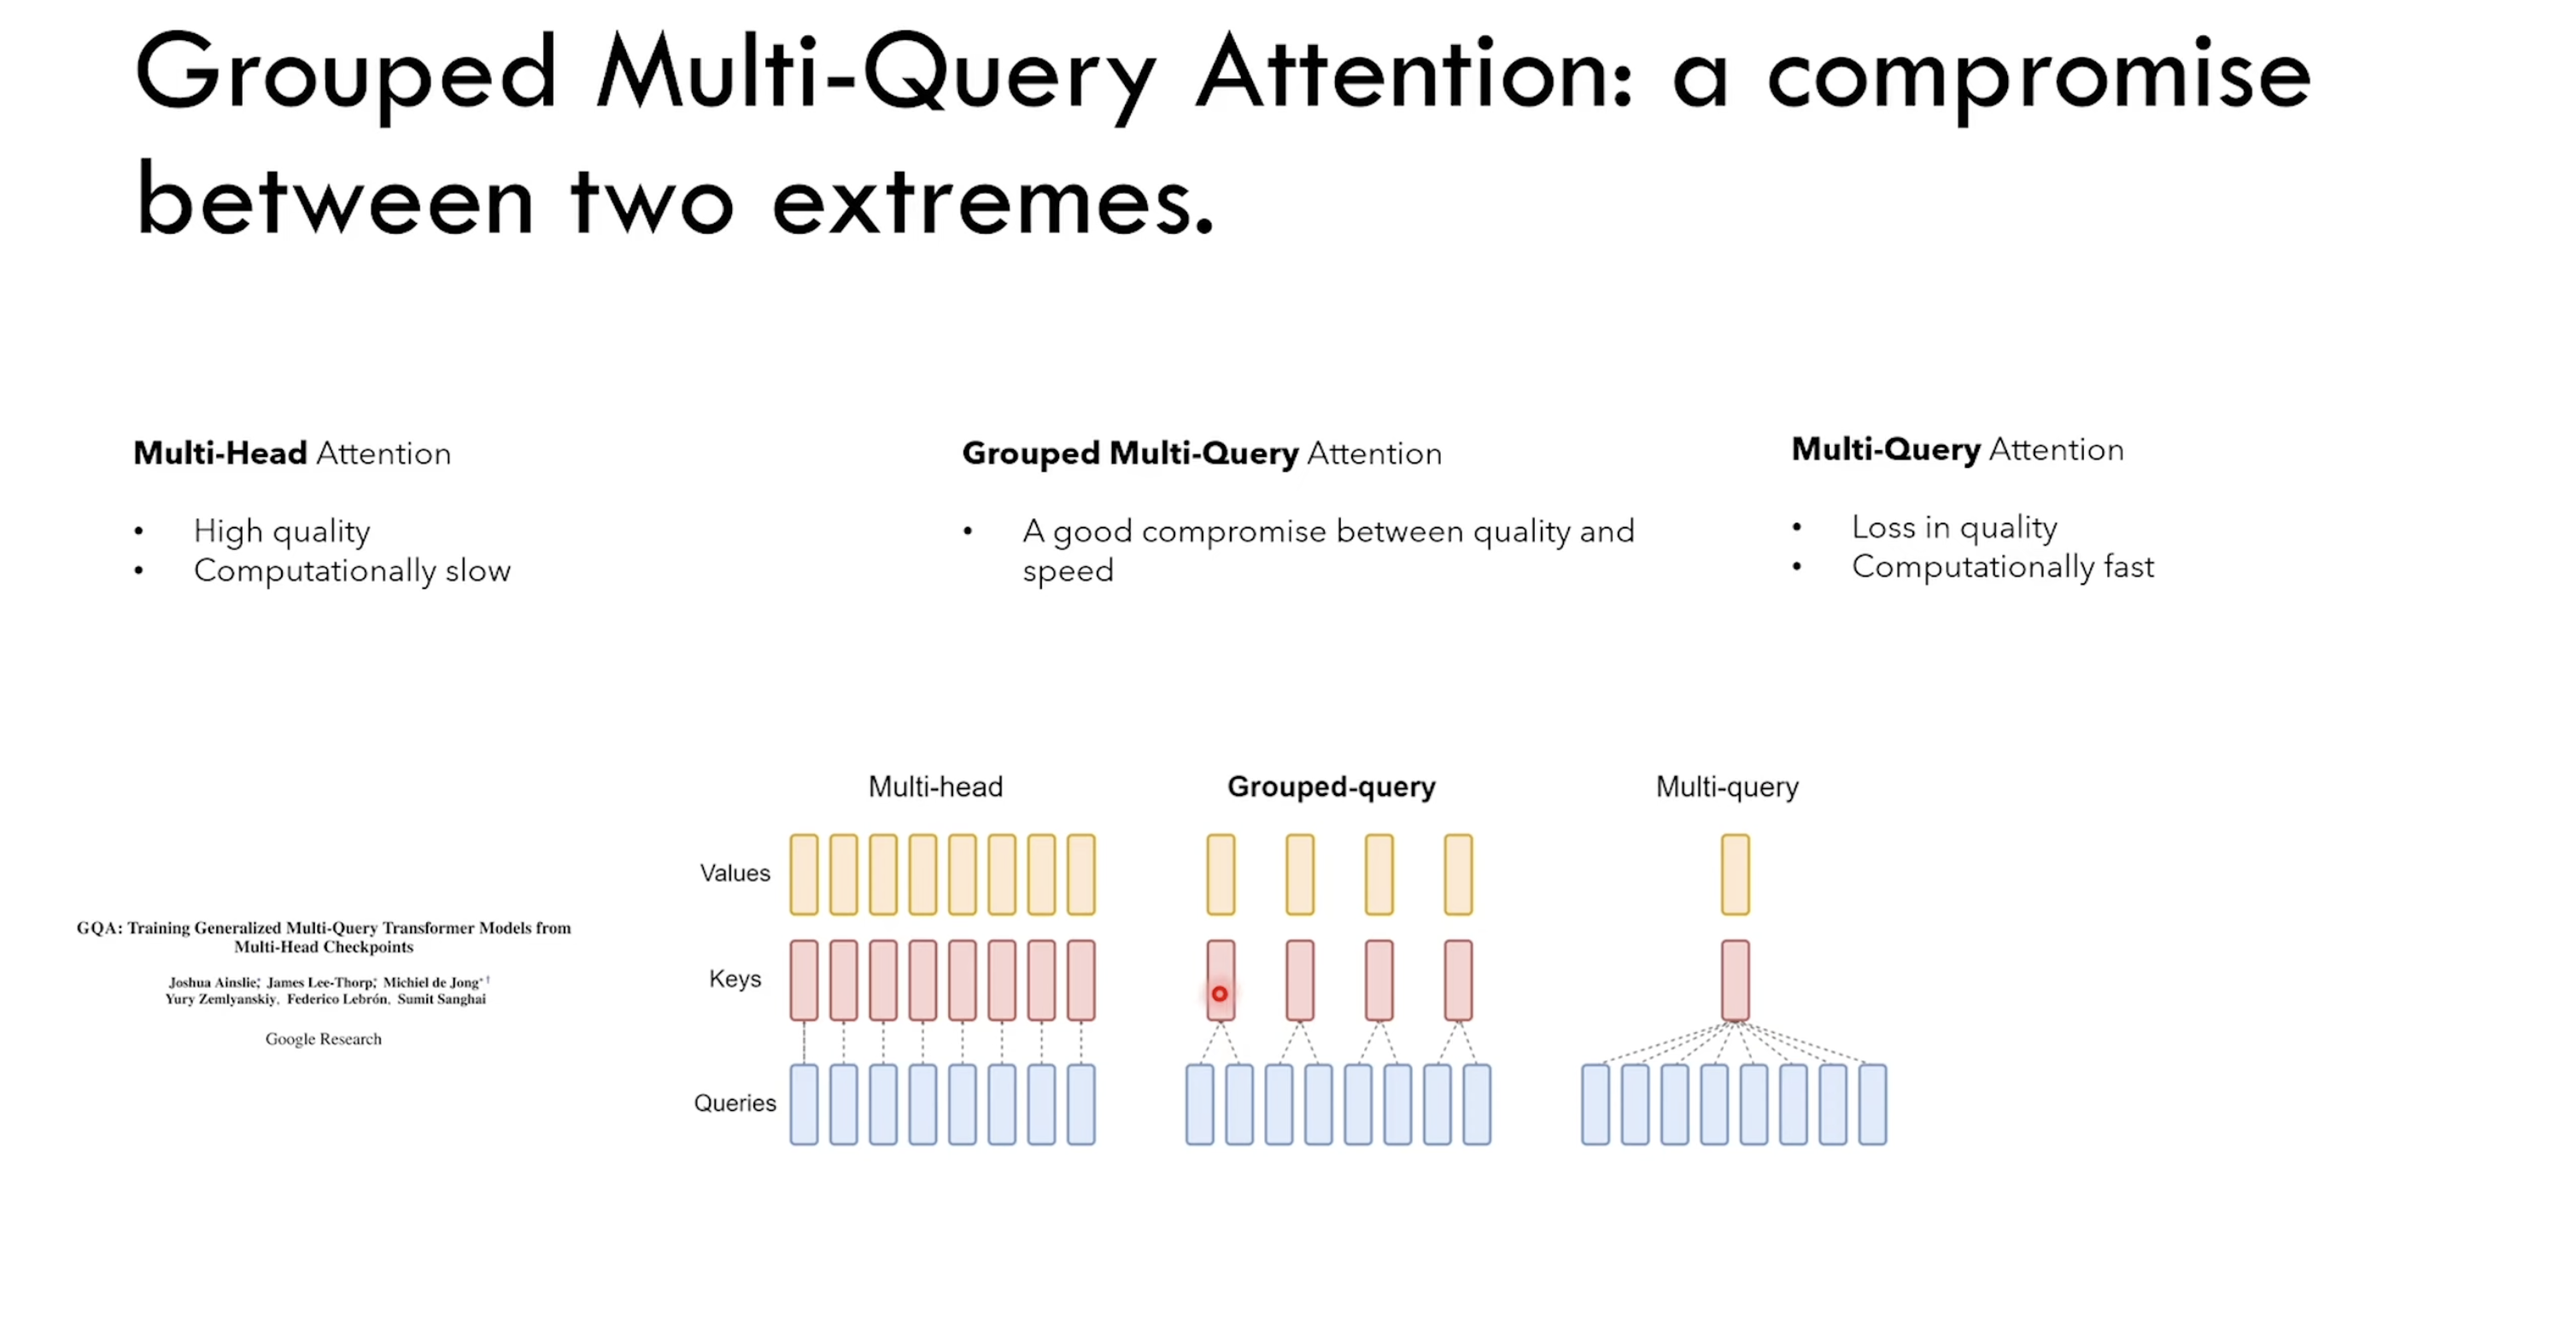 Grouped Multi-Query Attention: a compromise
between two extremes.
Multi-Head Attention
• High quality
• Computationally slow
Grouped Multi-Query Attention
• A good compromise between quality and
speed
Multi-Query Attention
• Loss in quality
• Computationally fast
GQA: Training Generalized Multi-Query Transformer Models from
Multi-Head Checkpoints
Joshua Ainslie*, James Lee-Thorp*, Michiel de Jong*†
Yury Zemlyanskiy, Federico Lebrón, Sumit Sanghai
Google Research
Multi-head
Grouped-query
Multi-query
Values
Keys
Queries